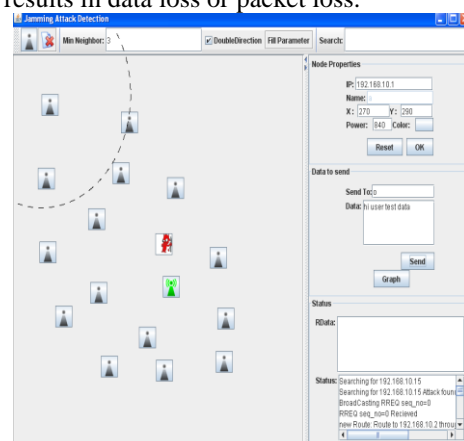 results in data loss or packet loss.
Jamming Attack Detection
Min Neighbor: 3 DoubleDirection Fill Parameter Search:
Node Properties
IP: 192.168.10.1
Name:
X: 270 Y: 290
Power: 840 Color:
Reset OK
Data to send
Send To:
Data: hi user test data
Send
Graph
Status
RData:
Status: Searching for 192.168.10.15
Searching for 192.168.10.15 Attack foun
BroadCasting RREQ seq_no=0
RREQ seq_no=0 Recieved
new Route: Route to 192.168.10.2 throu